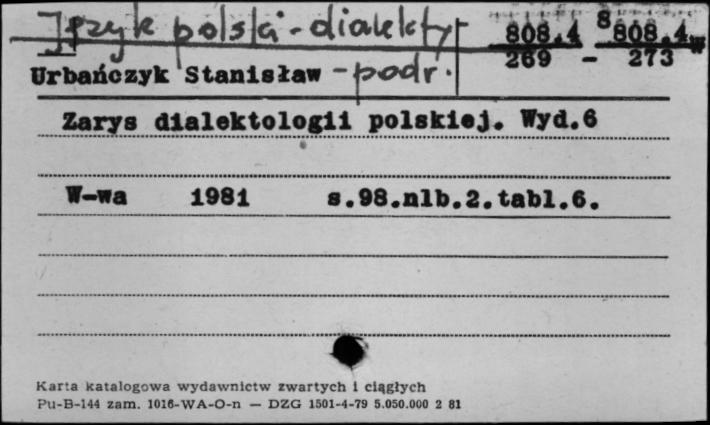 Język polski - dialekty
808.4 808.4
Urbańczyk Stanisław - podr. 269 - 273
Zarys dialektologii polskiej. Wyd.6
W-wa 1981 s.98.nlb.2.tabl.6.
Karta katalogowa wydawnictw zwartych i ciągłych
Pu-B-144 zam. 1016-WA-O-n — DZG 1501-4-79 5.050.000 2 81